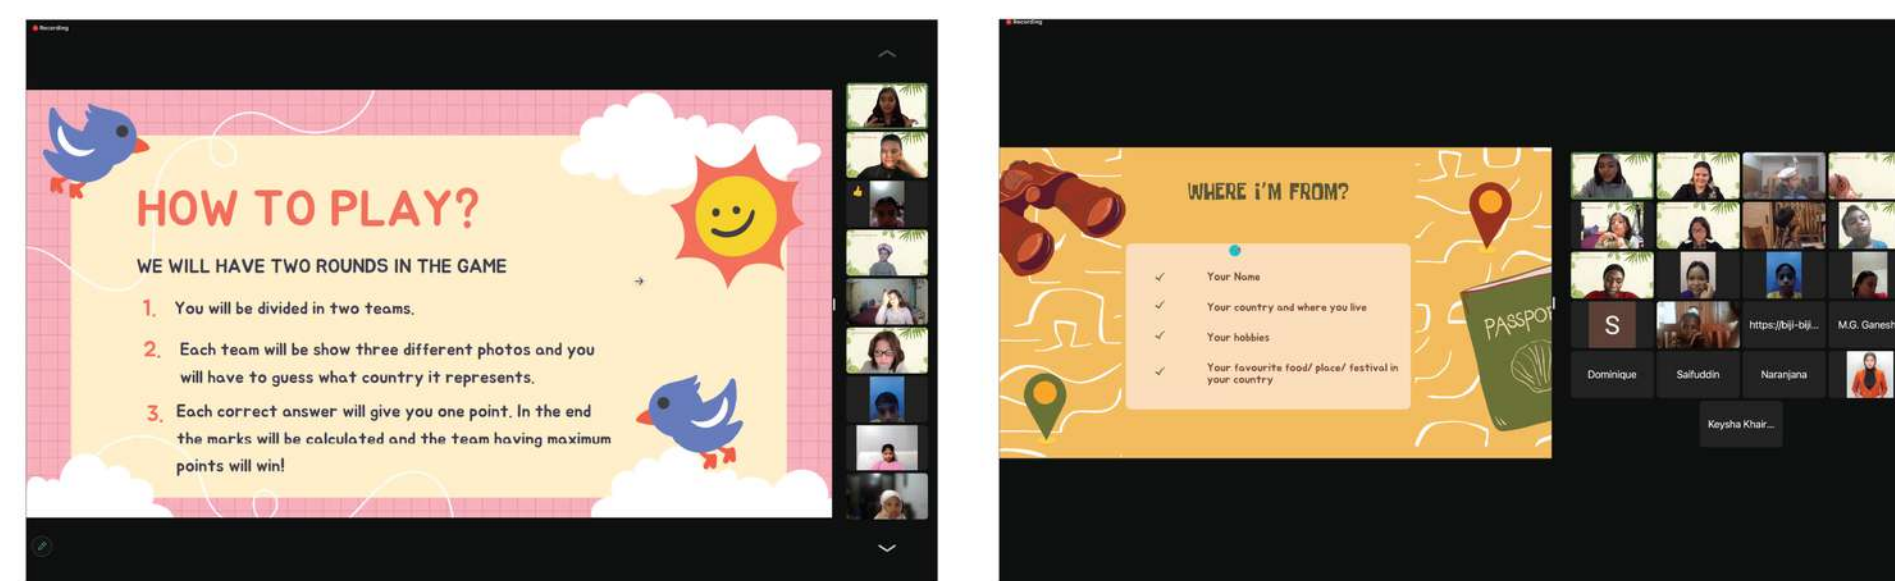 Recording
HOW TO PLAY?
WE WILL HAVE TWO ROUNDS IN THE GAME
1. You will be divided in two teams.
2. Each team will be show three different photos and you
will have to guess what country it represents.
3. Each correct answer will give you one point. In the end
the marks will be calculated and the team having maximum
points will win!
Recording
WHERE i'M FROM?
Your Name
Your country and where you live
Your hobbies
Your favourite food/ place/ festival in
your country
PASSPO
S
https://biji-bij...
M.G. Ganesh
Dominique
Saifuddin
Naranjana
Keysha Khair...